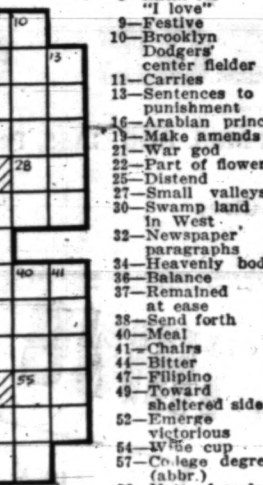 "I love"
9—Festive
10—Brooklyn
Dodgers'
center fielder
11—Carries
13—Sentences to
punishment
16—Arabian princ
19—Make amends
21—War god
22—Part of flower
25—Distend
27—Small valleys
30—Swamp land
in West
32—Newspaper
paragraphs
34—Heavenly bod
36—Balance
37—Remained
at ease
38—Send forth
40—Meal
41—Chairs
44—Bitter
47—Filipino
49—Toward
sheltered side
52—Emerge
victorious
54—Wine cup
57—College degre
(abbr.)
10
13
28
40 41
55